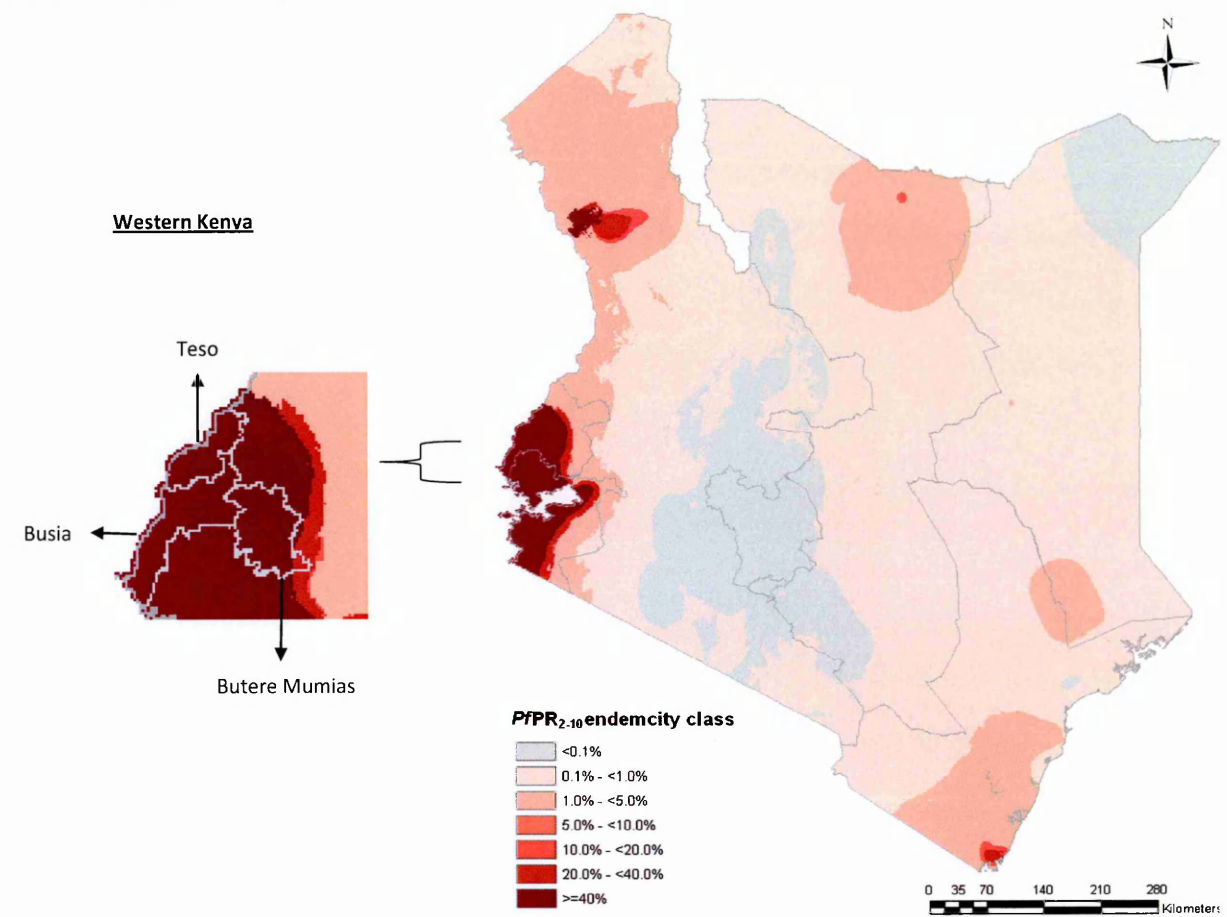 N
Western Kenya
Teso
Busia
Butere Mumias
PfPR2-10endemcity class
<0.1%
0.1% - <1.0%
1.0% - <5.0%
5.0% - <10.0%
10.0% - <20.0%
20.0% - <40.0%
>=40%
0 35 70 140 210 280
Kilometers